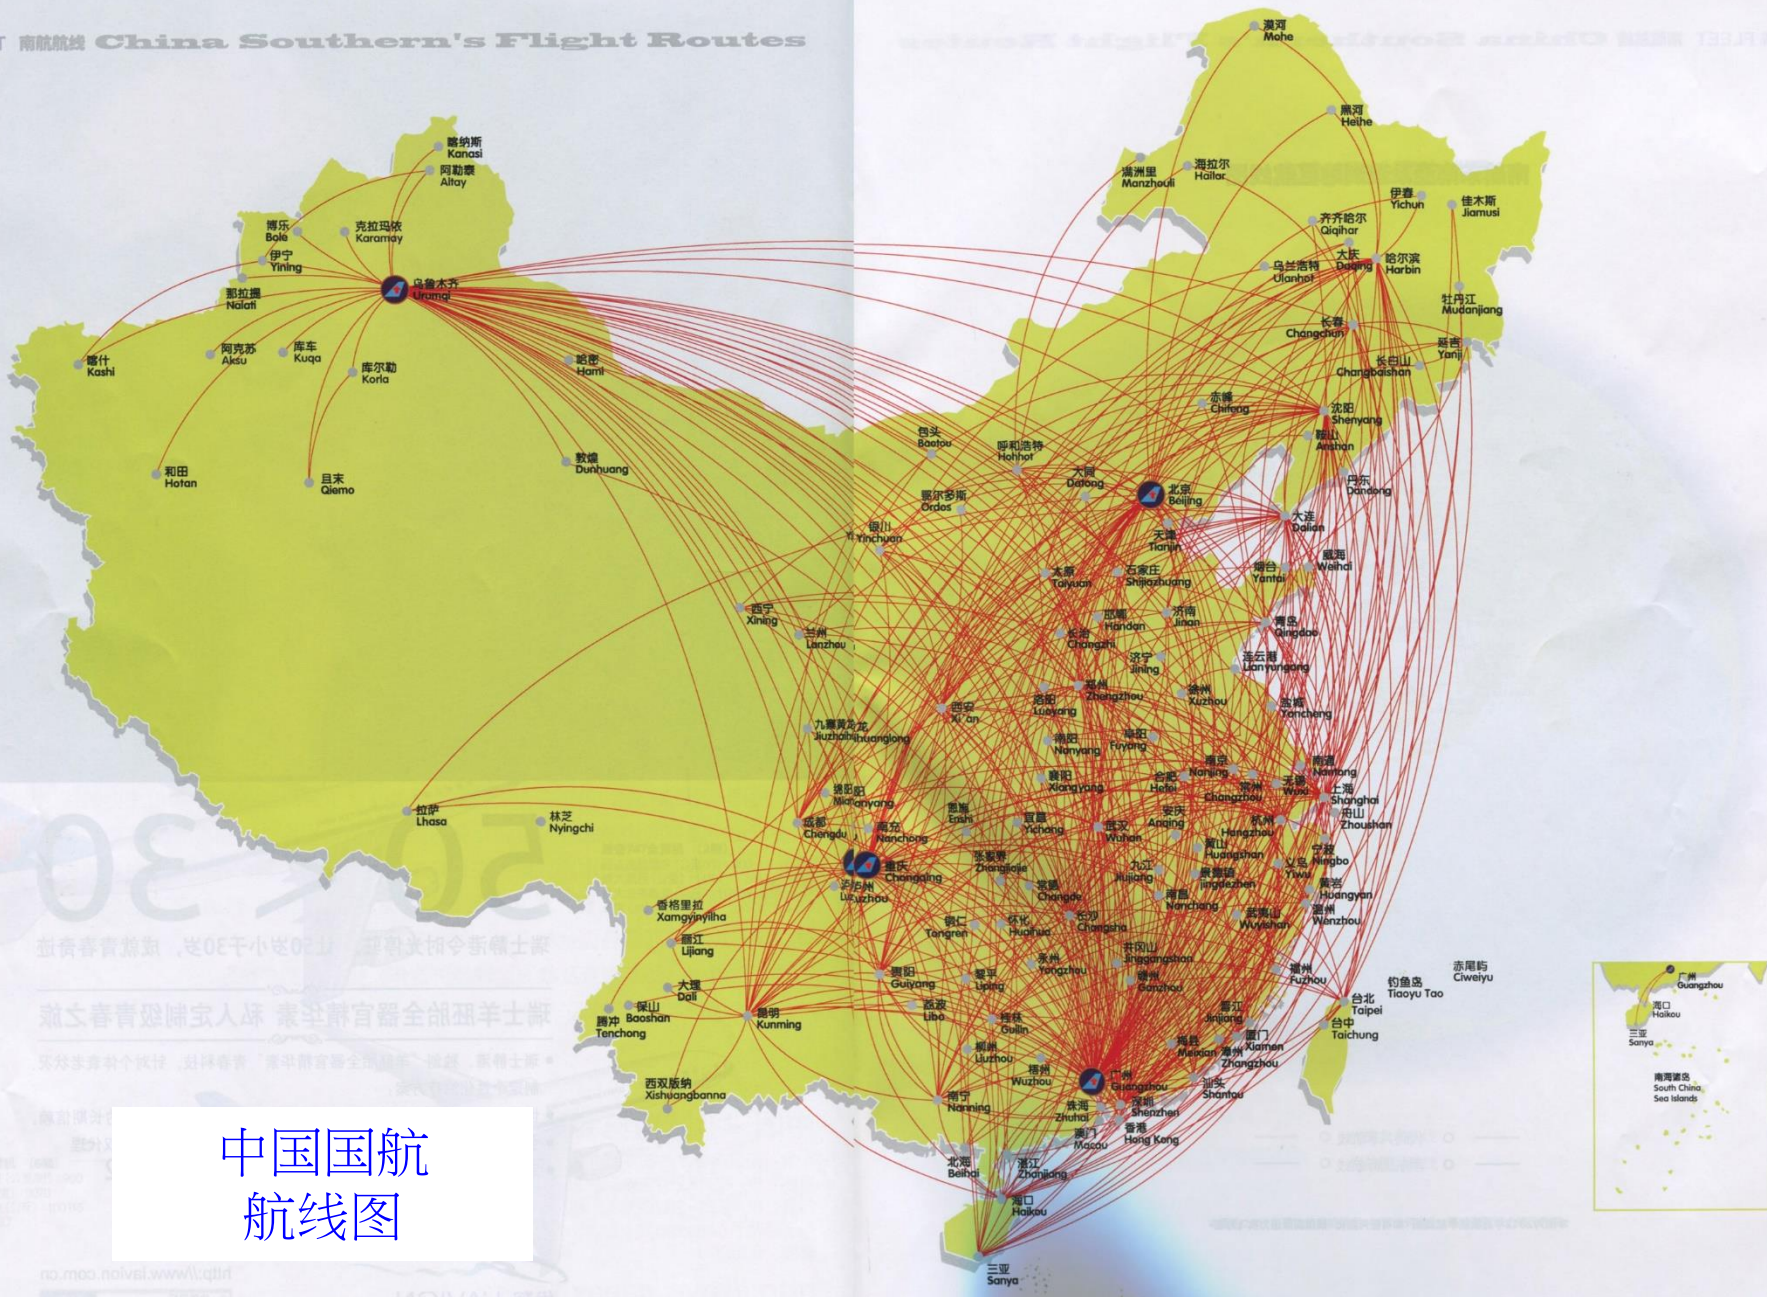 南航航线 China Southern's Flight Routes
漠河
Mohe
黑河
Heihe
满洲里
Manzhouli
海拉尔
Hailar
伊春
Yichun
佳木斯
Jiamusi
齐齐哈尔
Qiqihar
大庆
Daqing
哈尔滨
Harbin
乌兰浩特
Ulanhot
牡丹江
Mudanjiang
长春
Changchun
延吉
Yanji
长白山
Changbaishan
赤峰
Chifeng
沈阳
Shenyang
鞍山
Anshan
丹东
Dandong
大连
Dalian
喀纳斯
Kanasi
阿勒泰
Altay
博乐
Bole
克拉玛依
Karamay
伊宁
Yining
那拉提
Nalati
乌鲁木齐
Urumqi
喀什
Kashi
阿克苏
Aksu
库车
Kuqa
库尔勒
Korla
哈密
Hami
和田
Hotan
且末
Qiemo
敦煌
Dunhuang
包头
Baotou
呼和浩特
Hohhot
大同
Datong
鄂尔多斯
Ordos
北京
Beijing
天津
Tianjin
银川
Yinchuan
太原
Taiyuan
石家庄
Shijiazhuang
烟台
Yantai
威海
Weihai
西宁
Xining
兰州
Lanzhou
邯郸
Handan
济南
Jinan
长治
Changzhi
青岛
Qingdao
济宁
Jining
连云港
Lianyungang
洛阳
Luoyang
郑州
Zhengzhou
徐州
Xuzhou
盐城
Yancheng
西安
Xi'an
南阳
Nanyang
阜阳
Fuyang
襄阳
Xiangyang
合肥
Hefei
南京
Nanjing
常州
Changzhou
无锡
Wuxi
南通
Nantong
上海
Shanghai
舟山
Zhoushan
拉萨
Lhasa
林芝
Nyingchi
成都
Chengdu
南充
Nanchong
重庆
Chongqing
恩施
Enshi
宜昌
Yichang
武汉
Wuhan
安庆
Anqing
杭州
Hangzhou
黄山
Huangshan
宁波
Ningbo
义乌
Yiwu
张家界
Zhangjiajie
常德
Changde
九江
Jiujiang
景德镇
Jingdezhen
黄岩
Huangyan
南昌
Nanchang
温州
Wenzhou
武夷山
Wuyishan
铜仁
Tongren
怀化
Huaihua
长沙
Changsha
香格里拉
Xamgyinyilha
丽江
Lijiang
大理
Dali
保山
Baoshan
腾冲
Tenchong
昆明
Kunming
西双版纳
Xishuangbanna
贵阳
Guiyang
黎平
Liping
荔波
Libo
永州
Yongzhou
井冈山
Jinggangshan
赣州
Ganzhou
福州
Fuzhou
桂林
Guilin
柳州
Liuzhou
梧州
Wuzhou
广州
Guangzhou
梅县
Meixian
晋江
Jinjiang
厦门
Xiamen
漳州
Zhangzhou
汕头
Shantou
台北
Taipei
台中
Taichung
钓鱼岛
Tiaoyu Tao
赤尾屿
Ciweiyu
南宁
Nanning
珠海
Zhuhai
深圳
Shenzhen
澳门
Macau
香港
Hong Kong
北海
Beihai
湛江
Zhanjiang
海口
Haikou
三亚
Sanya
广州
Guangzhou
海口
Haikou
三亚
Sanya
南海诸岛
South China
Sea Islands
中国国航
航线图